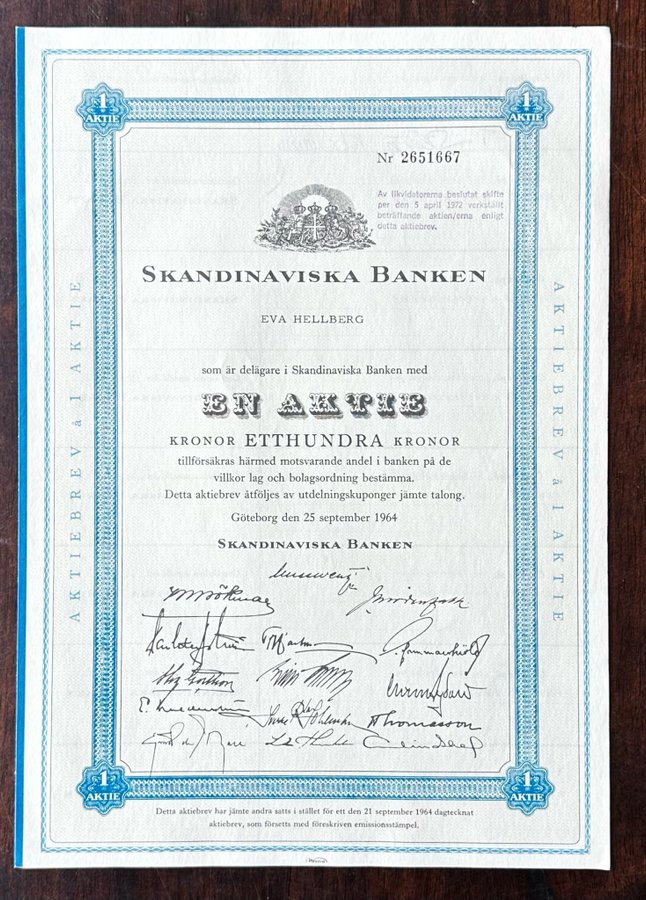 1
AKTIE
1
AKTIE
Nr 2651667
Av likvidatorerna beslutat skifte
per den 5 april 1972 verkställt
beträffande aktien/erna enligt
detta aktiebrev.
SKANDINAVISKA BANKEN
EVA HELLBERG
som är delägare i Skandinaviska Banken med
EN AKTIE
KRONOR ETTHUNDRA KRONOR
tillförsäkras härmed motsvarande andel i banken på de
villkor lag och bolagsordning bestämma.
Detta aktiebrev åtföljes av utdelningskuponger jämte talong.
Göteborg den 25 september 1964
SKANDINAVISKA BANKEN
Thomasson
AKTIEBREV à 1 AKTIE
AKTIEBREV à 1 AKTIE
1
AKTIE
1
AKTIE
Detta aktiebrev har jämte andra satts i stället för ett den 21 september 1964 dagtecknat
aktiebrev, som försetts med föreskriven emissionsstämpel.